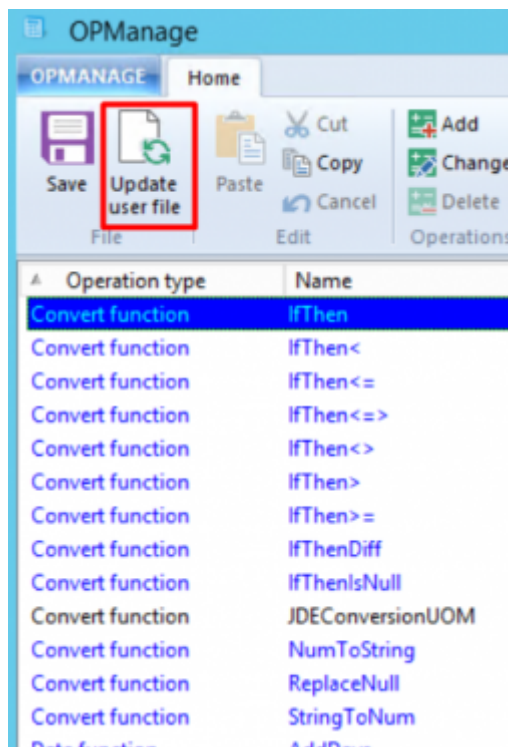 OPManage
OPMANAGE Home
Save
Update
user file
Paste
Cut
Copy
Cancel
Add
Change
Delete
File Edit Operations
Operation type Name
Convert function IfThen
Convert function IfThen<
Convert function IfThen<=
Convert function IfThen<=>
Convert function IfThen<>
Convert function IfThen>
Convert function IfThen>=
Convert function IfThenDiff
Convert function IfThenIsNull
Convert function JDEConversionUOM
Convert function NumToString
Convert function ReplaceNull
Convert function StringToNum
Date function AddDays